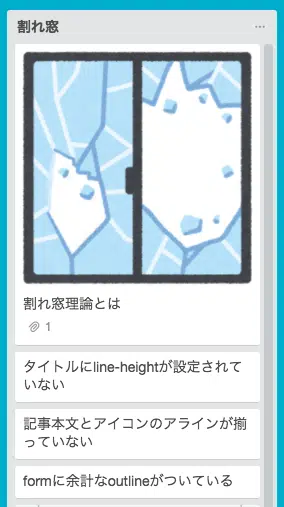 割れ窓
割れ窓理論とは
1
タイトルにline-heightが設定されて
いない
記事本文とアイコンのアラインが揃
っていない
formに余計なoutlineがついている